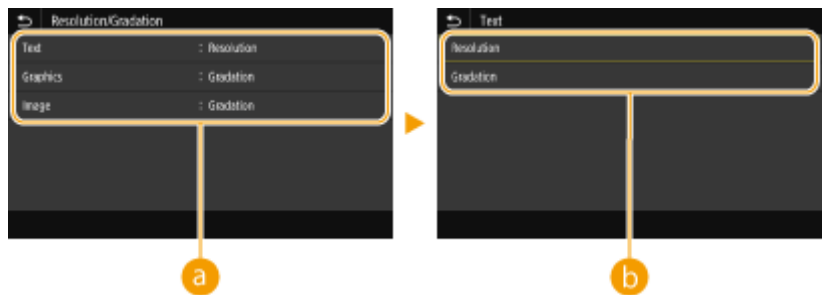 Resolution/Gradation
Text : Resolution
Graphics : Gradation
Image : Gradation
a
Text
Resolution
Gradation
b